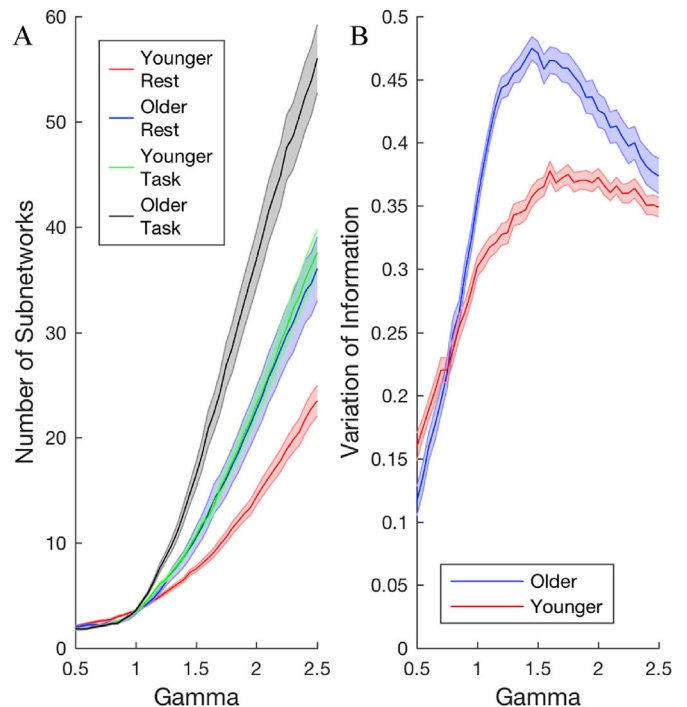 A
60
50
40
30
20
10
0
Number of Subnetworks
Younger
Rest
Older
Rest
Younger
Task
Older
Task
0.5
1
1.5
2
2.5
Gamma
B
0.5
0.45
0.4
0.35
0.3
0.25
0.2
0.15
0.1
0.05
0
Variation of Information
Older
Younger
0.5
1
1.5
2
2.5
Gamma